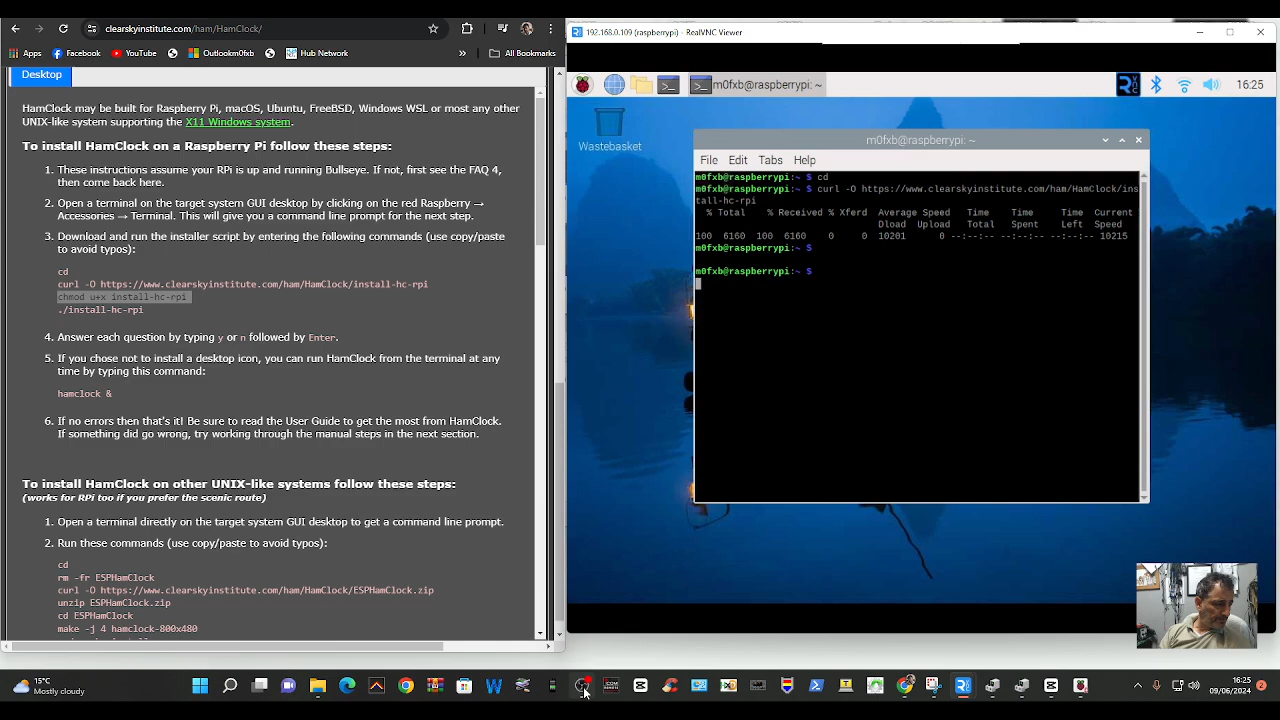 clearskyinstitute.com/ham/HamClock/
Apps
Facebook
YouTube
OutlookMotors
Hub Network
»
All Bookmarks
Desktop
HamClock may be built for Raspberry Pi, macOS, Ubuntu, FreeBSD, Windows WSL or most any other
UNIX-like system supporting the X11 Windows system.
To install HamClock on RPi just follow these steps:
1. These instructions assume your RPi is up and running Bullseye. If not, first see the FAQ 4,
then come back here.
2. Open a terminal on the target system GUI desktop by clicking on the red Raspberry →
Accessories → Terminal. This will give you a command line prompt for the next step.
3. Download and run the installation script by entering the following commands (use copy/paste
to avoid typos):
cd
curl -O https://www.clearskyinstitute.com/ham/HamClock/install-hc-rpi
chmod u+x install-hc-rpi
./install-hc-rpi
4. Answer each question by typing y or n followed by Enter.
5. If you chose not to install a desktop icon, you can run HamClock from the terminal at any
time by typing this command:
hamclock &
6. If no errors then that's it! Be sure to read the User Guide to get the most from HamClock.
If something did go wrong, try working through the manual steps in the next section.
To install HamClock on other UNIX-like systems follow these steps:
(works for RPi too if you prefer the scenic route)
1. Open a terminal directly on the target system GUI desktop to get a command line prompt.
2. Run these commands (use copy/paste to avoid typos):
cd
rm -fr ESPHamClock
curl -O https://www.clearskyinstitute.com/ham/HamClock/ESPHamClock.zip
unzip ESPHamClock.zip
cd ESPHamClock
make -j 4 hamclock-800x480
192.168.0.109 (raspberrypi) - RealVNC Viewer
m0fxb@raspberrypi: ~
16:25
Wastebasket
m0fxb@raspberrypi: ~
File Edit Tabs Help
m0fxb@raspberrypi:~ $ cd
m0fxb@raspberrypi:~ $ curl -O https://www.clearskyinstitute.com/ham/HamClock/ins
tall-hc-rpi
% Total % Received % Xferd Average Speed Time Time Time Current
Dload Upload Total Spent Left Speed
100 6160 100 6160 0 0 10201 0 --:--:-- --:--:-- --:--:-- 10215
m0fxb@raspberrypi:~ $
m0fxb@raspberrypi:~ $
15°C
Mostly cloudy
16:25
09/06/2024